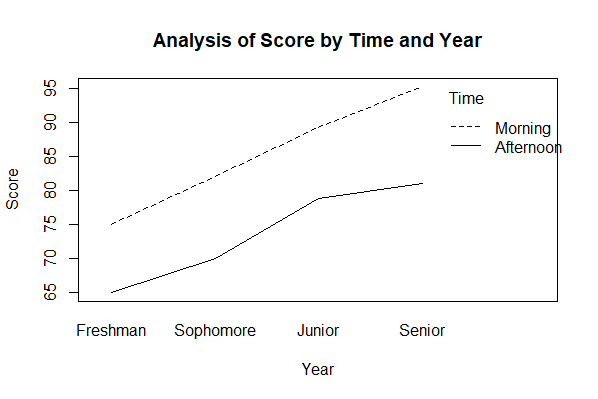 Analysis of Score by Time and Year
Score
95
90
85
80
75
70
65
Time
Morning
Afternoon
Freshman Sophomore Junior Senior
Year